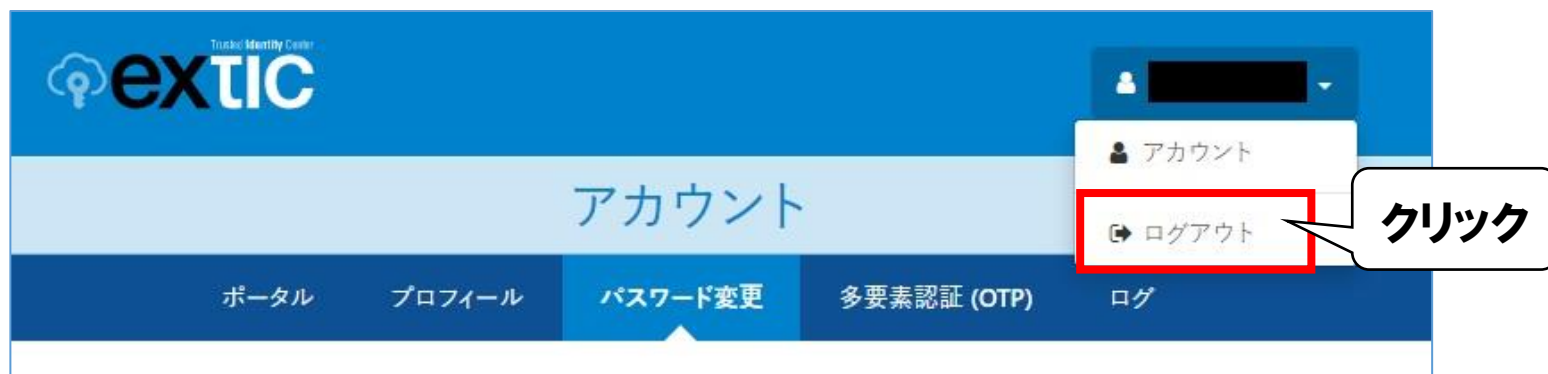 Trusted Identity Center
exTIC
アカウント
アカウント
ログアウト
クリック
ポータル プロフィール パスワード変更 多要素認証 (OTP) ログ